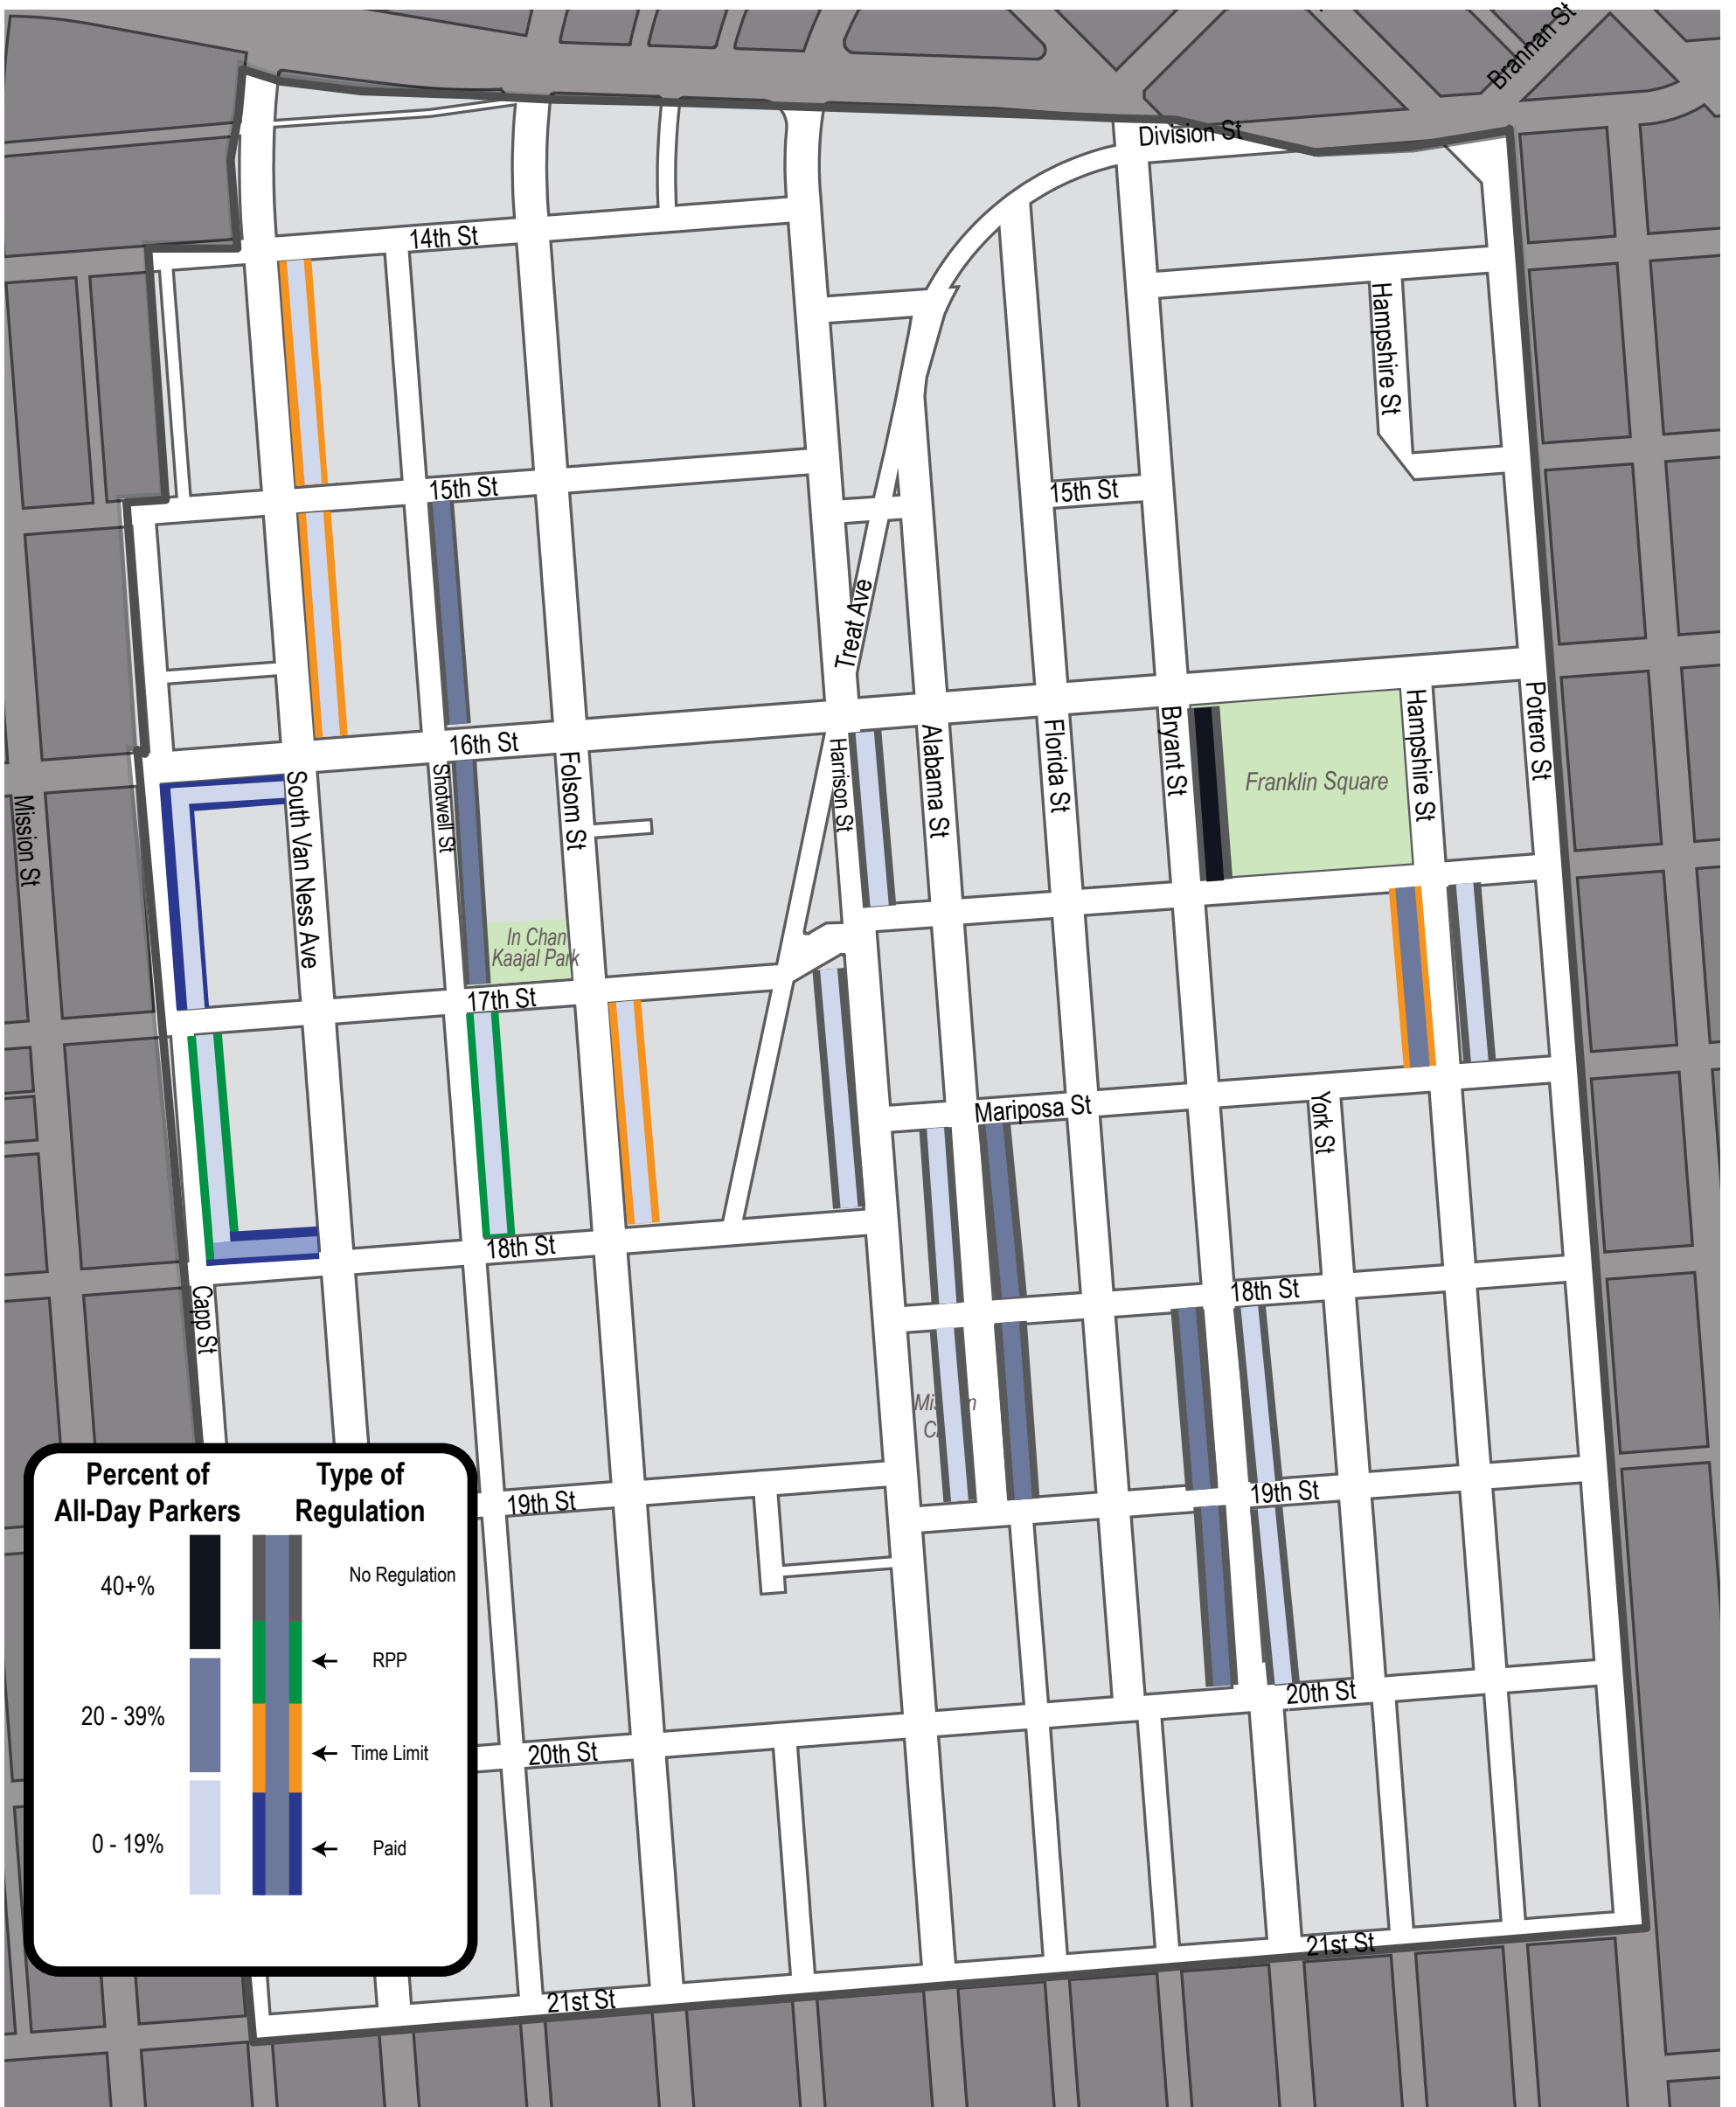 Brannan St
Division St
14th St
Hampshire St
15th St
15th St
Treat Ave
Mission St
South Van Ness Ave
16th St
Shotwell St
Folsom St
Harrison St
Alabama St
Florida St
Bryant St
Franklin Square
Hampshire St
Potrero St
In Chan
Kaajal Park
17th St
Mariposa St
York St
18th St
18th St
Capp St
19th St
19th St
20th St
20th St
21st St
21st St
Percent of
All-Day Parkers
Type of
Regulation
40+%
20 - 39%
0 - 19%
No Regulation
RPP
Time Limit
Paid